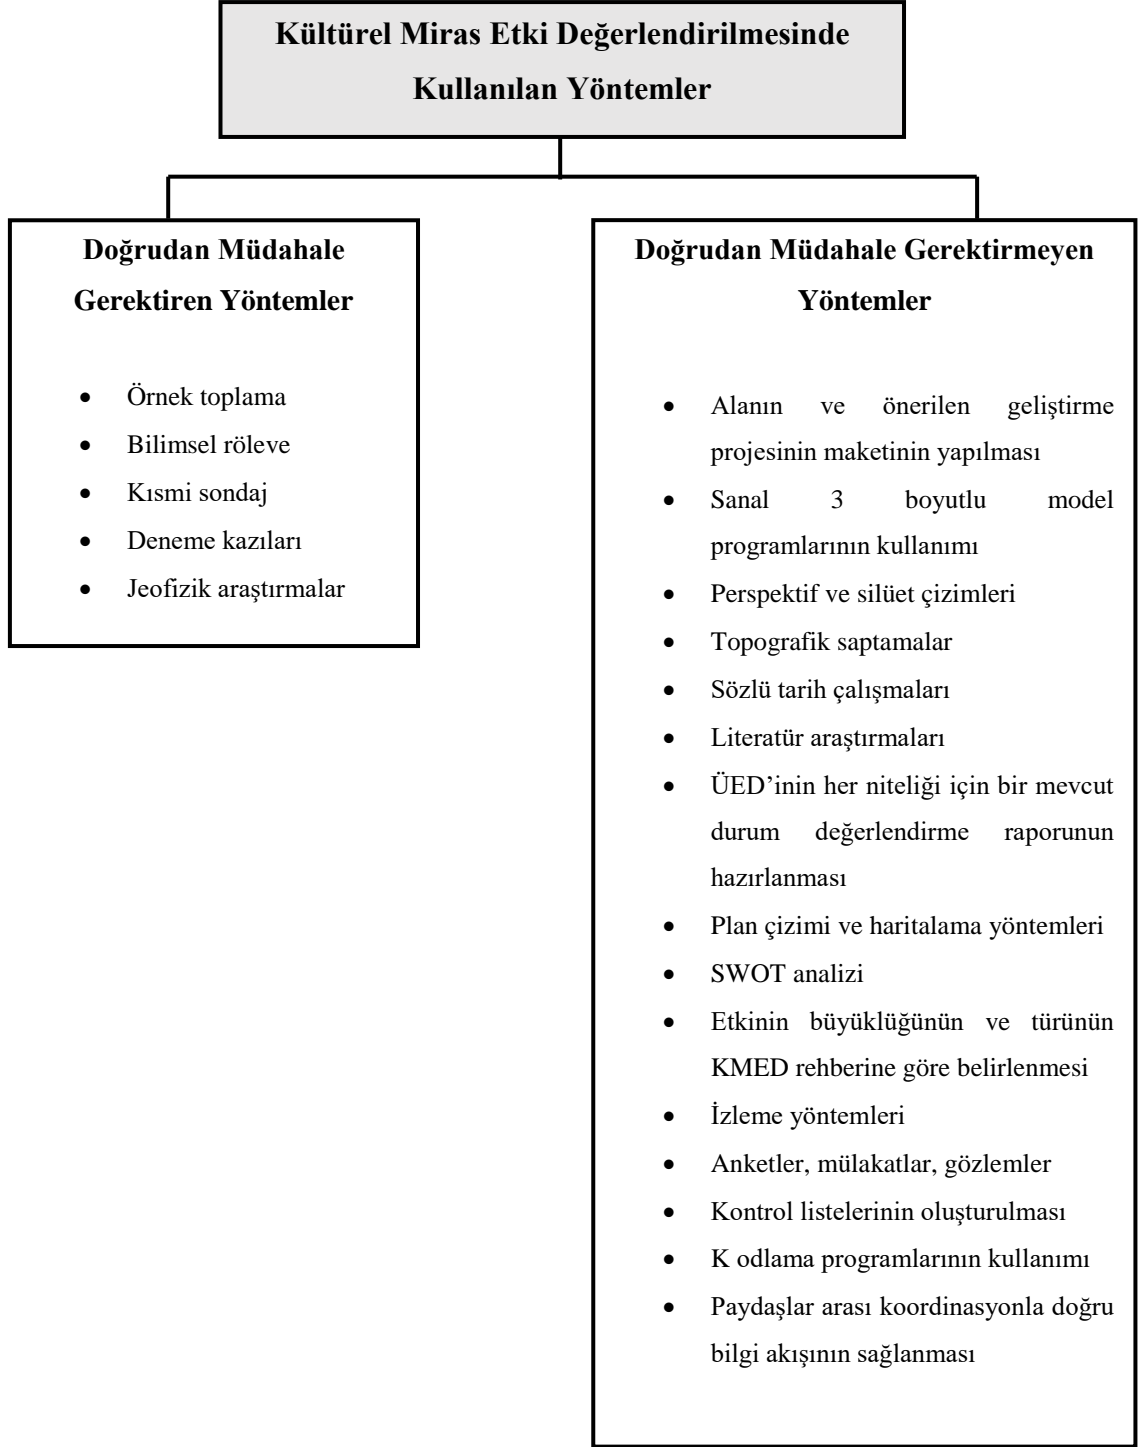 Kültürel Miras Etki Değerlendirilmesinde
Kullanılan Yöntemler
Doğrudan Müdahale
Gerektiren Yöntemler
• Örnek toplama
• Bilimsel röleve
• Kısmi sondaj
• Deneme kazıları
• Jeofizik araştırmalar
Doğrudan Müdahale Gerektirmeyen
Yöntemler
• Alanın ve önerilen geliştirme
projesinin maketinin yapılması
• Sanal 3 boyutlu model
programlarının kullanımı
• Perspektif ve silüet çizimleri
• Topografik saptamalar
• Sözlü tarih çalışmaları
• Literatür araştırmaları
• ÜED’inin her niteliği için bir mevcut
durum değerlendirme raporunun
hazırlanması
• Plan çizimi ve haritalama yöntemleri
• SWOT analizi
• Etkinin büyüklüğünün ve türünün
KMED rehberine göre belirlenmesi
• İzleme yöntemleri
• Anketler, mülakatlar, gözlemler
• Kontrol listelerinin oluşturulması
• K odlama programlarının kullanımı
• Paydaşlar arası koordinasyonla doğru
bilgi akışının sağlanması